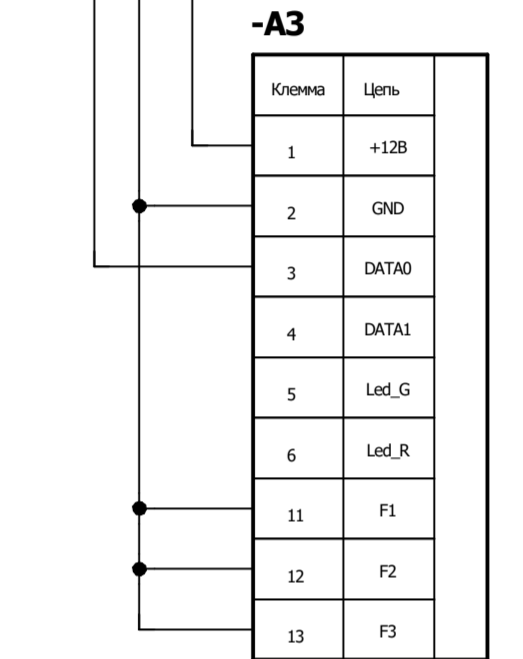 -A3
Клемма Цепь
1 +12В
2 GND
3 DATA0
4 DATA1
5 Led_G
6 Led_R
11 F1
12 F2
13 F3